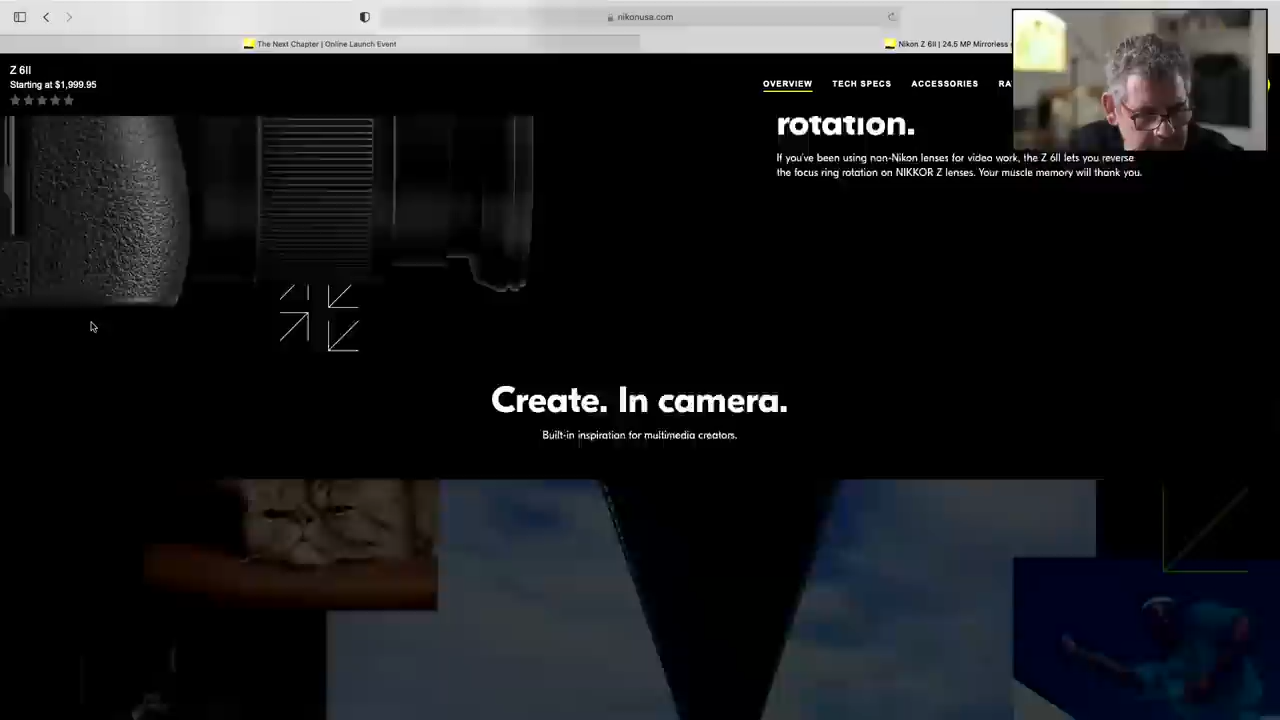 nikonusa.com
The Next Chapter | Online Launch Event
Nikon Z 6II | 24.5 MP Mirrorless
Z 6II
Starting at $1,999.95
OVERVIEW
TECH SPECS
ACCESSORIES
rotation.
If you've been using non-Nikon lenses for video work, the Z 6II lets you reverse
the focus ring rotation on NIKKOR Z lenses. Your muscle memory will thank you.
Create. In camera.
Built-in inspiration for multimedia creators.